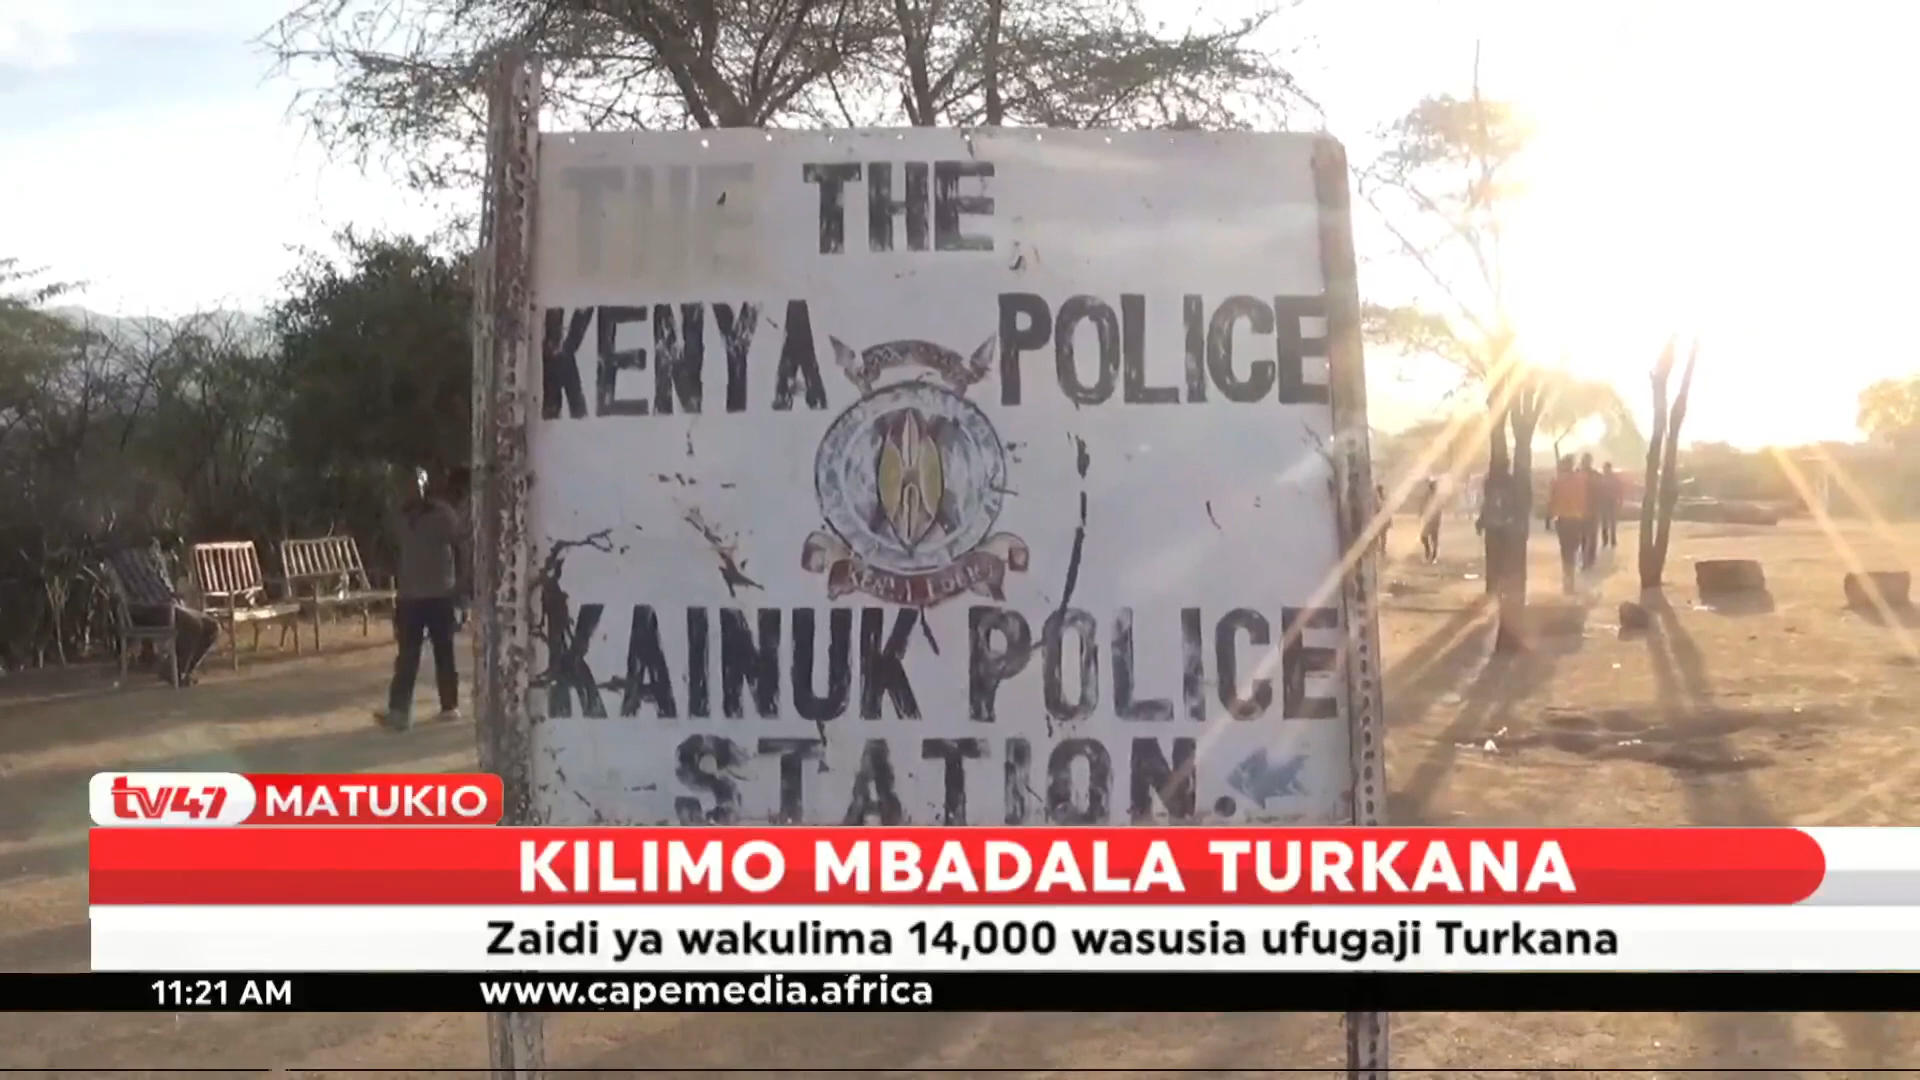 THE THE
KENYA POLICE
KAINUK POLICE
STATION.
tv47 MATUKIO
KILIMO MBADALA TURKANA
Zaidi ya wakulima 14,000 wasusia ufugaji Turkana
11:21 AM www.capemedia.africa